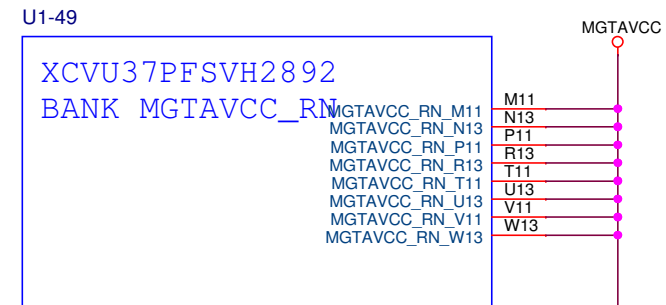 U1-49
MGTAVCC
XCVU37PFSVH2892
BANK MGTAVCC_RN
MGTAVCC_RN_M11 M11
MGTAVCC_RN_N13 N13
MGTAVCC_RN_P11 P11
MGTAVCC_RN_R13 R13
MGTAVCC_RN_T11 T11
MGTAVCC_RN_U13 U13
MGTAVCC_RN_V11 V11
MGTAVCC_RN_W13 W13